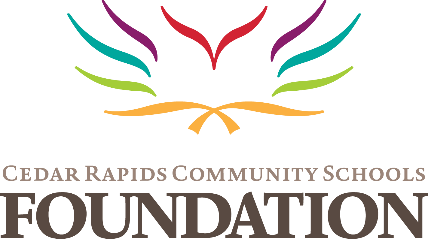 CEDAR RAPIDS COMMUNITY SCHOOLS
FOUNDATION